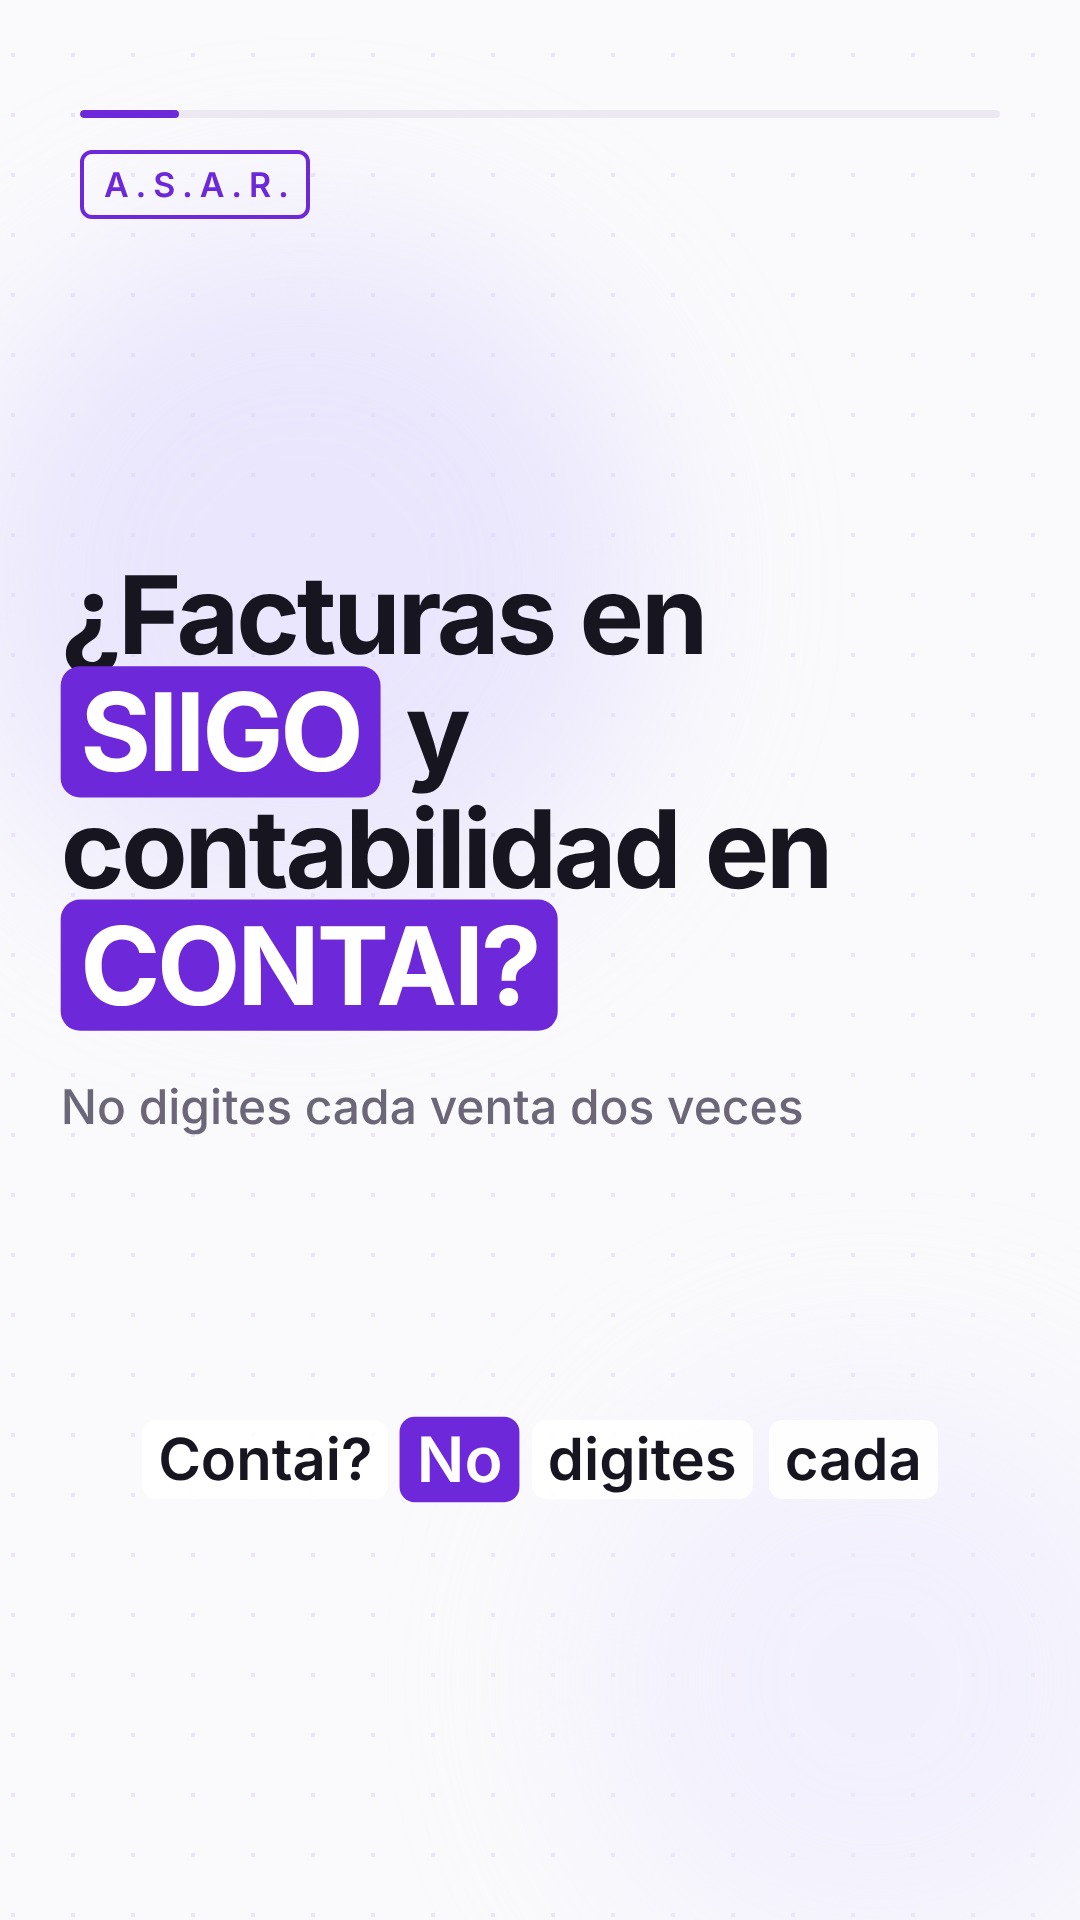 A.S.A.R.
¿Facturas en
SIIGO y
contabilidad en
CONTAI?
No digites cada venta dos veces
Contai? No digites cada